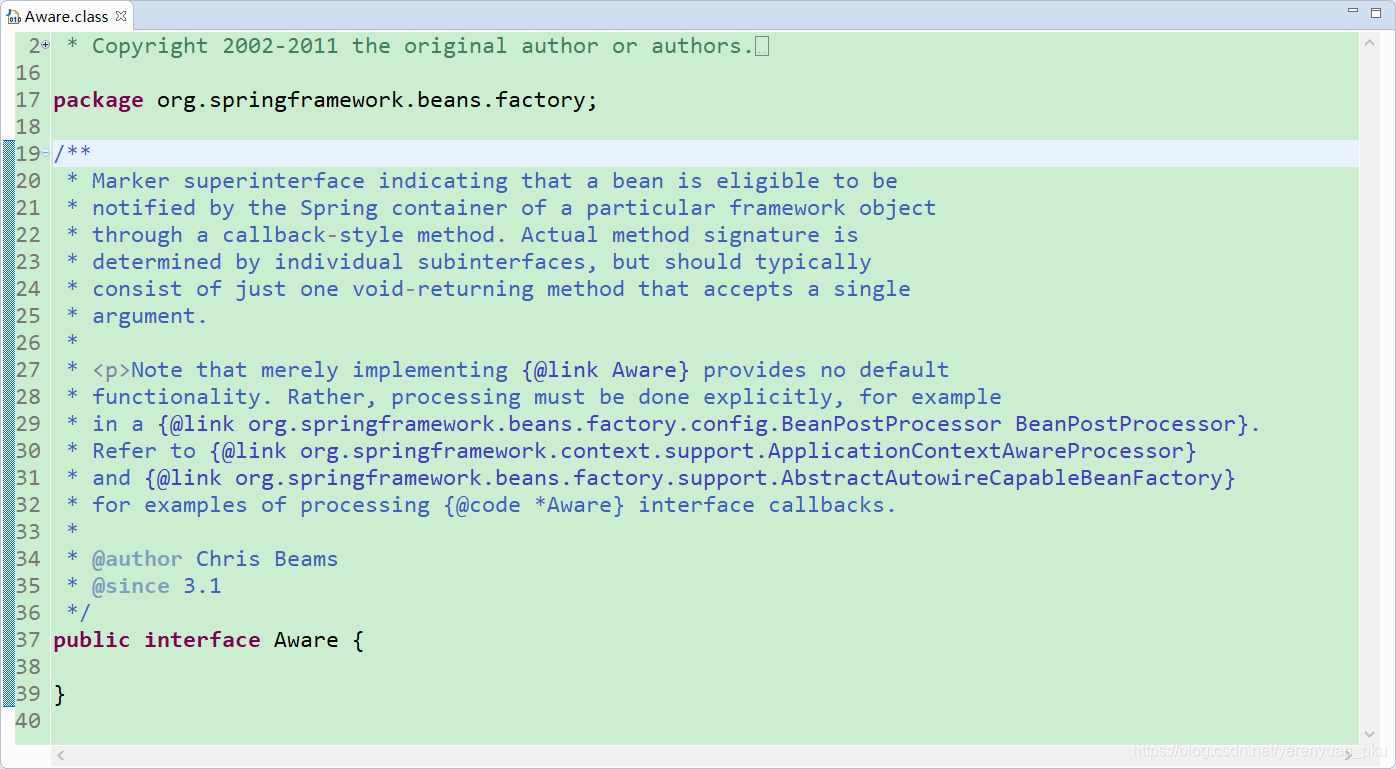 Aware.class
2 * Copyright 2002-2011 the original author or authors.
16
17 package org.springframework.beans.factory;
18
19 /**
20 * Marker superinterface indicating that a bean is eligible to be
21 * notified by the Spring container of a particular framework object
22 * through a callback-style method. Actual method signature is
23 * determined by individual subinterfaces, but should typically
24 * consist of just one void-returning method that accepts a single
25 * argument.
26 *
27 * <p>Note that merely implementing {@link Aware} provides no default
28 * functionality. Rather, processing must be done explicitly, for example
29 * in a {@link org.springframework.beans.factory.config.BeanPostProcessor BeanPostProcessor}.
30 * Refer to {@link org.springframework.context.support.ApplicationContextAwareProcessor}
31 * and {@link org.springframework.beans.factory.support.AbstractAutowireCapableBeanFactory}
32 * for examples of processing {@code *Aware} interface callbacks.
33 *
34 * @author Chris Beams
35 * @since 3.1
36 */
37 public interface Aware {
38
39 }
40
https://blog.csdn.net/yerenyuan_pku